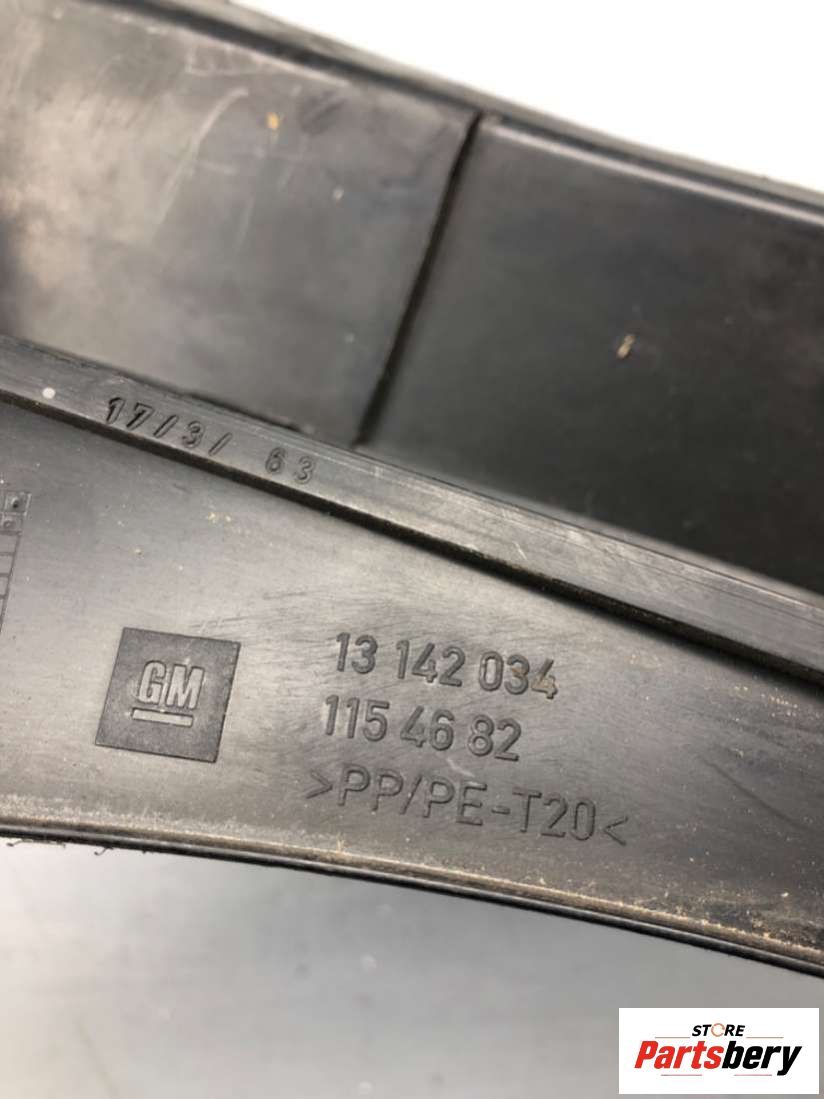 17/3/ 63
GM
13 142 034
115 46 82
>PP/PE-T20<
STORE
Partsbery